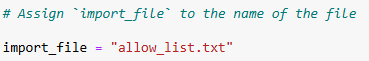 # Assign `import_file` to the name of the file
import_file = "allow_list.txt"